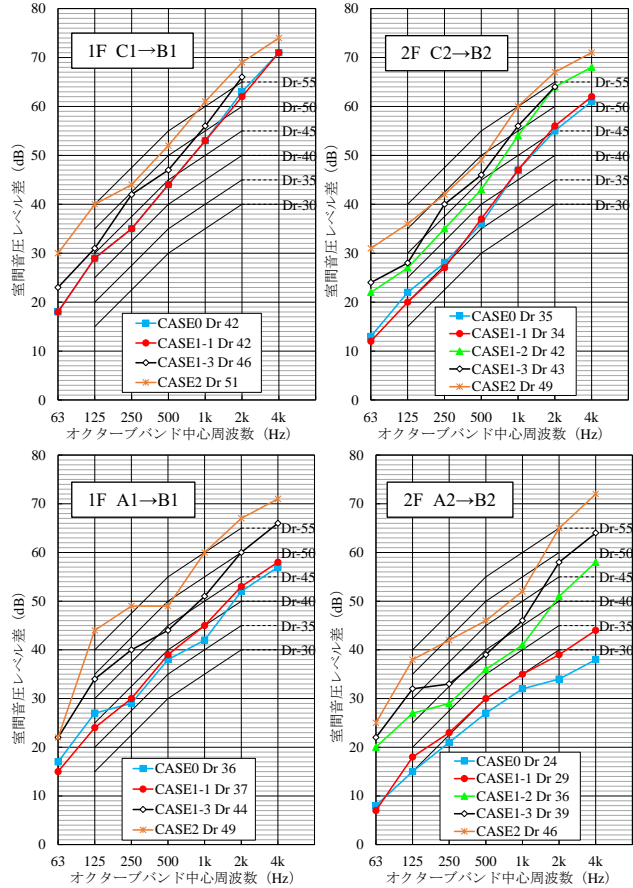 1F C1→B1
室間音圧レベル差 (dB)
80
70
60
50
40
30
20
10
0
Dr-55
Dr-50
Dr-45
Dr-40
Dr-35
Dr-30
CASE0 Dr 42
CASE1-1 Dr 42
CASE1-3 Dr 46
CASE2 Dr 51
63 125 250 500 1k 2k 4k
オクターブバンド中心周波数 (Hz)
2F C2→B2
室間音圧レベル差 (dB)
80
70
60
50
40
30
20
10
0
Dr-55
Dr-50
Dr-45
Dr-40
Dr-35
Dr-30
CASE0 Dr 35
CASE1-1 Dr 34
CASE1-2 Dr 42
CASE1-3 Dr 43
CASE2 Dr 49
63 125 250 500 1k 2k 4k
オクターブバンド中心周波数 (Hz)
1F A1→B1
室間音圧レベル差 (dB)
80
70
60
50
40
30
20
10
0
Dr-55
Dr-50
Dr-45
Dr-40
Dr-35
Dr-30
CASE0 Dr 36
CASE1-1 Dr 37
CASE1-3 Dr 44
CASE2 Dr 49
63 125 250 500 1k 2k 4k
オクターブバンド中心周波数 (Hz)
2F A2→B2
室間音圧レベル差 (dB)
80
70
60
50
40
30
20
10
0
Dr-55
Dr-50
Dr-45
Dr-40
Dr-35
Dr-30
CASE0 Dr 24
CASE1-1 Dr 29
CASE1-2 Dr 36
CASE1-3 Dr 39
CASE2 Dr 46
63 125 250 500 1k 2k 4k
オクターブバンド中心周波数 (Hz)